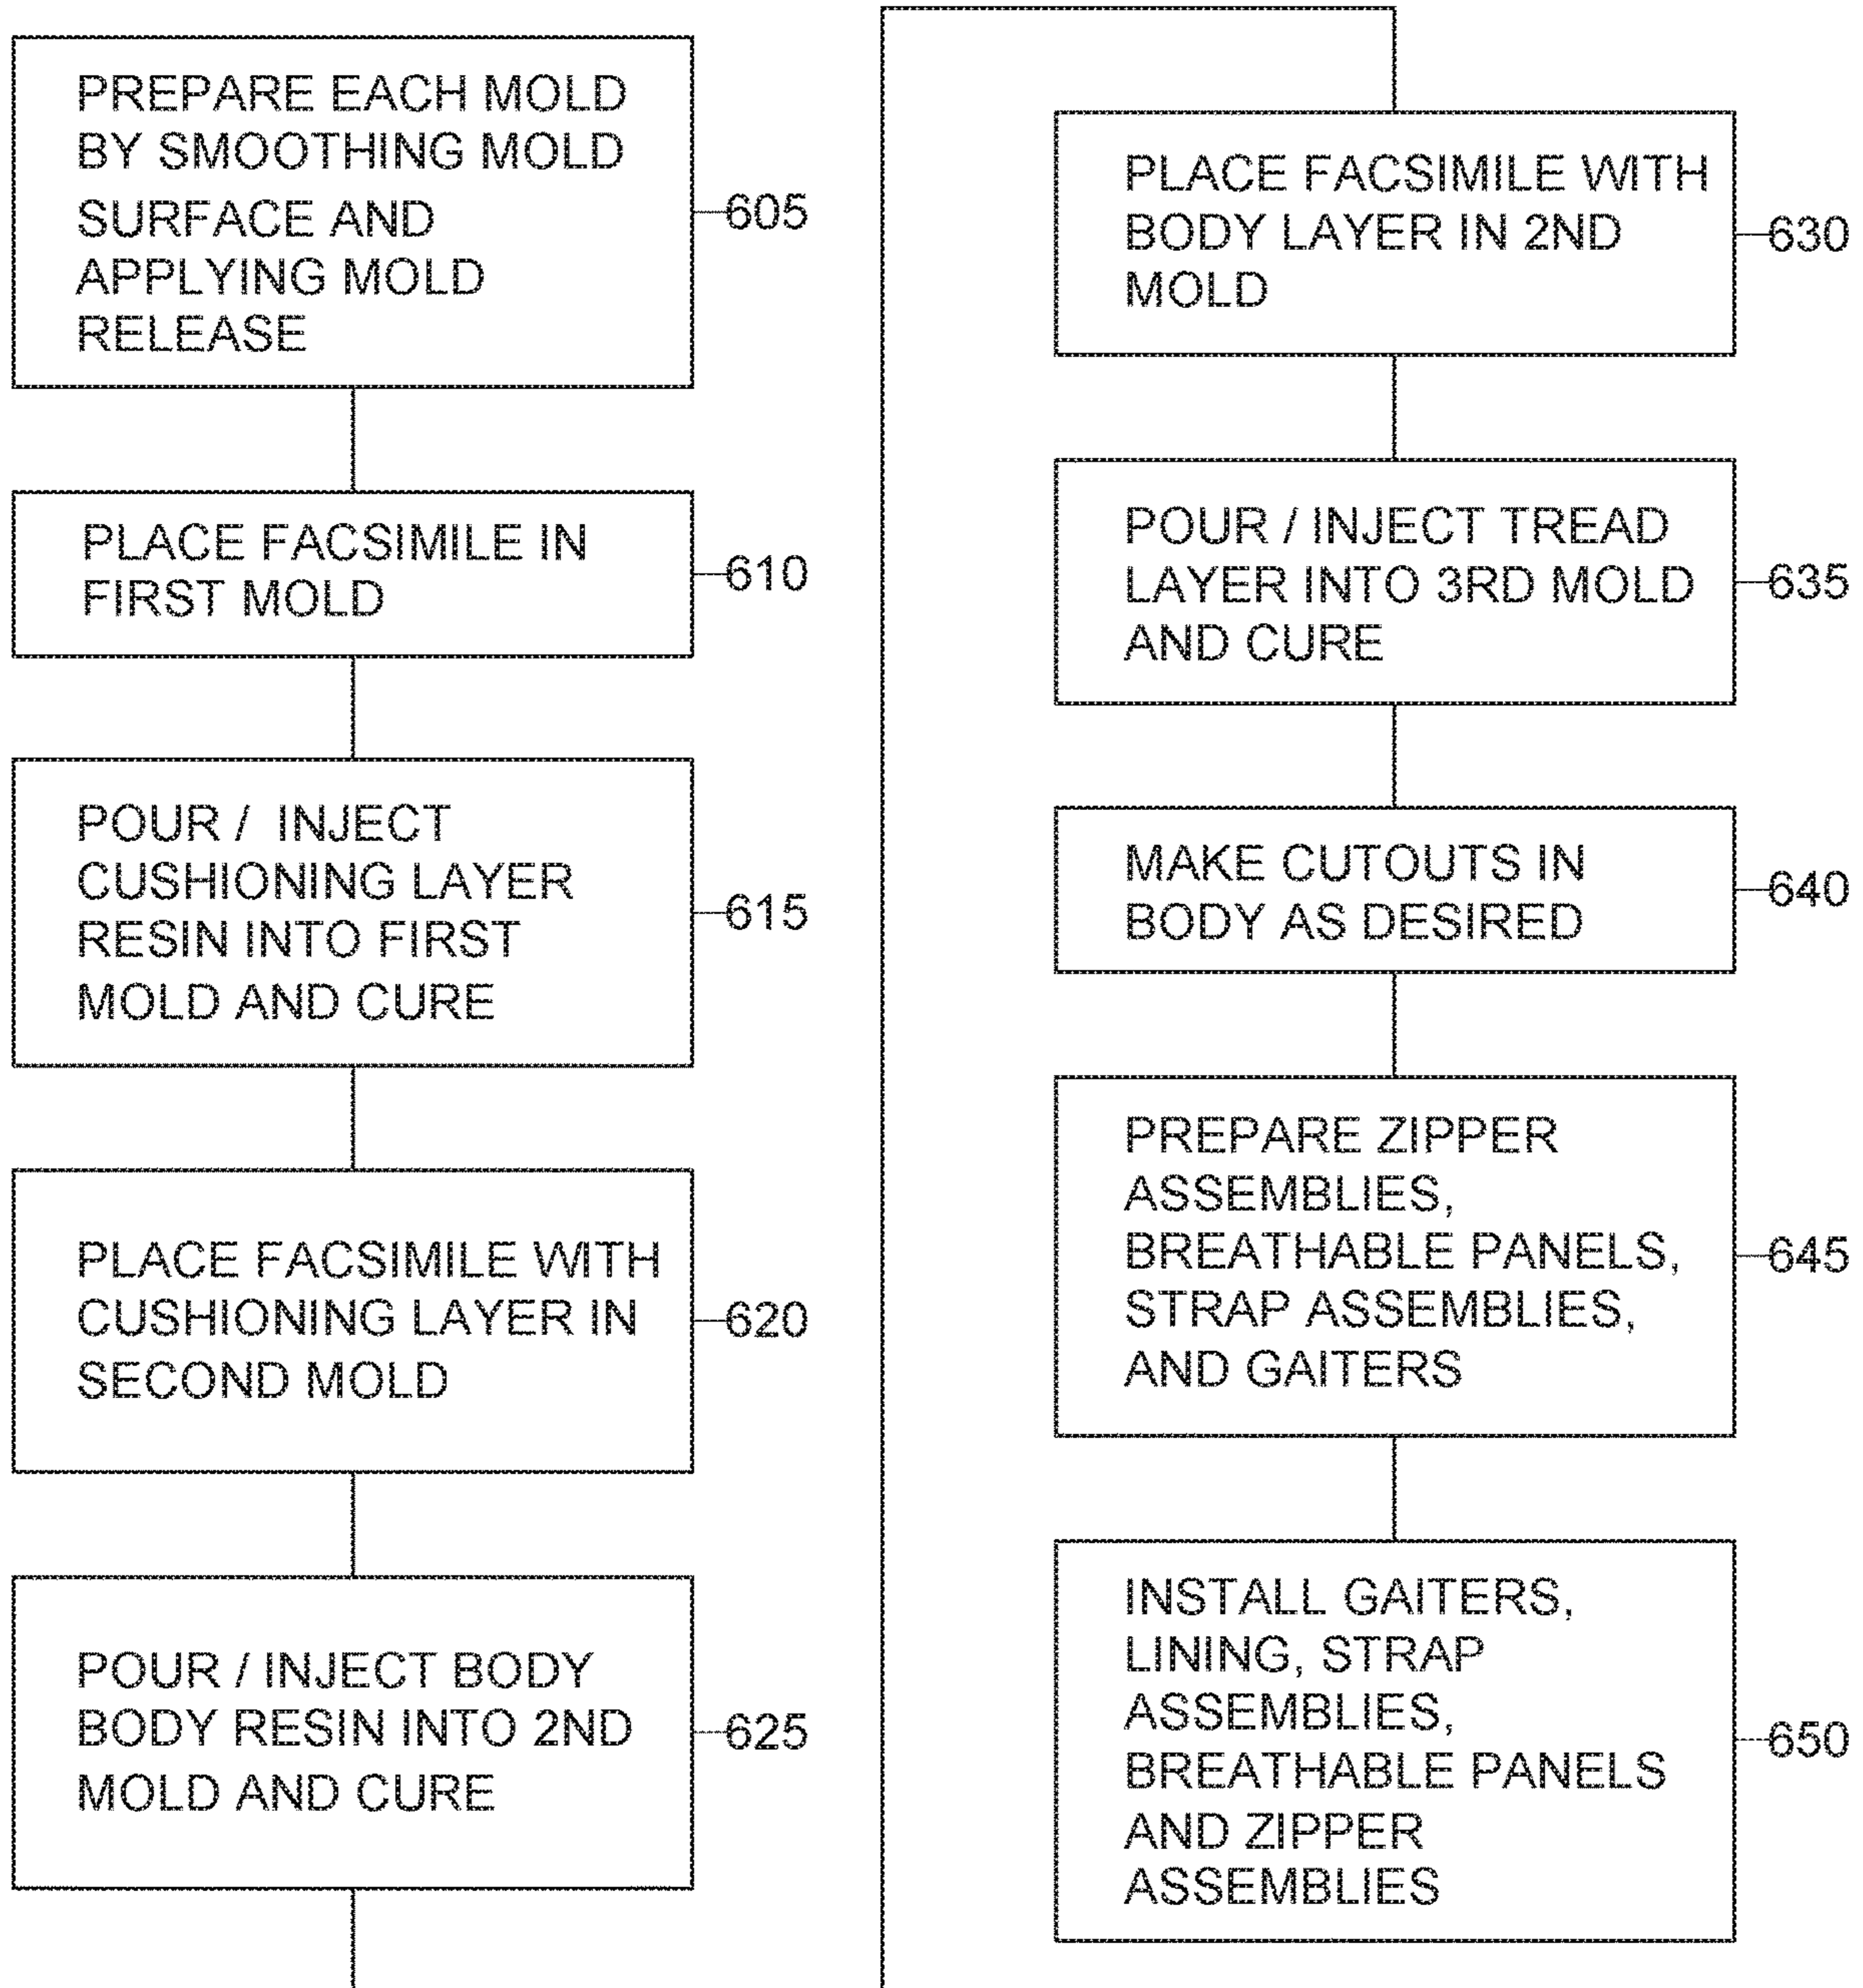 PREPARE EACH MOLD
BY SMOOTHING MOLD
SURFACE AND
APPLYING MOLD
RELEASE
605
PLACE FACSIMILE IN
FIRST MOLD
610
POUR / INJECT
CUSHIONING LAYER
RESIN INTO FIRST
MOLD AND CURE
615
PLACE FACSIMILE WITH
CUSHIONING LAYER IN
SECOND MOLD
620
POUR / INJECT BODY
BODY RESIN INTO 2ND
MOLD AND CURE
625
PLACE FACSIMILE WITH
BODY LAYER IN 2ND
MOLD
630
POUR / INJECT TREAD
LAYER INTO 3RD MOLD
AND CURE
635
MAKE CUTOUTS IN
BODY AS DESIRED
640
PREPARE ZIPPER
ASSEMBLIES,
BREATHABLE PANELS,
STRAP ASSEMBLIES,
AND GAITERS
645
INSTALL GAITERS,
LINING, STRAP
ASSEMBLIES,
BREATHABLE PANELS
AND ZIPPER
ASSEMBLIES
650